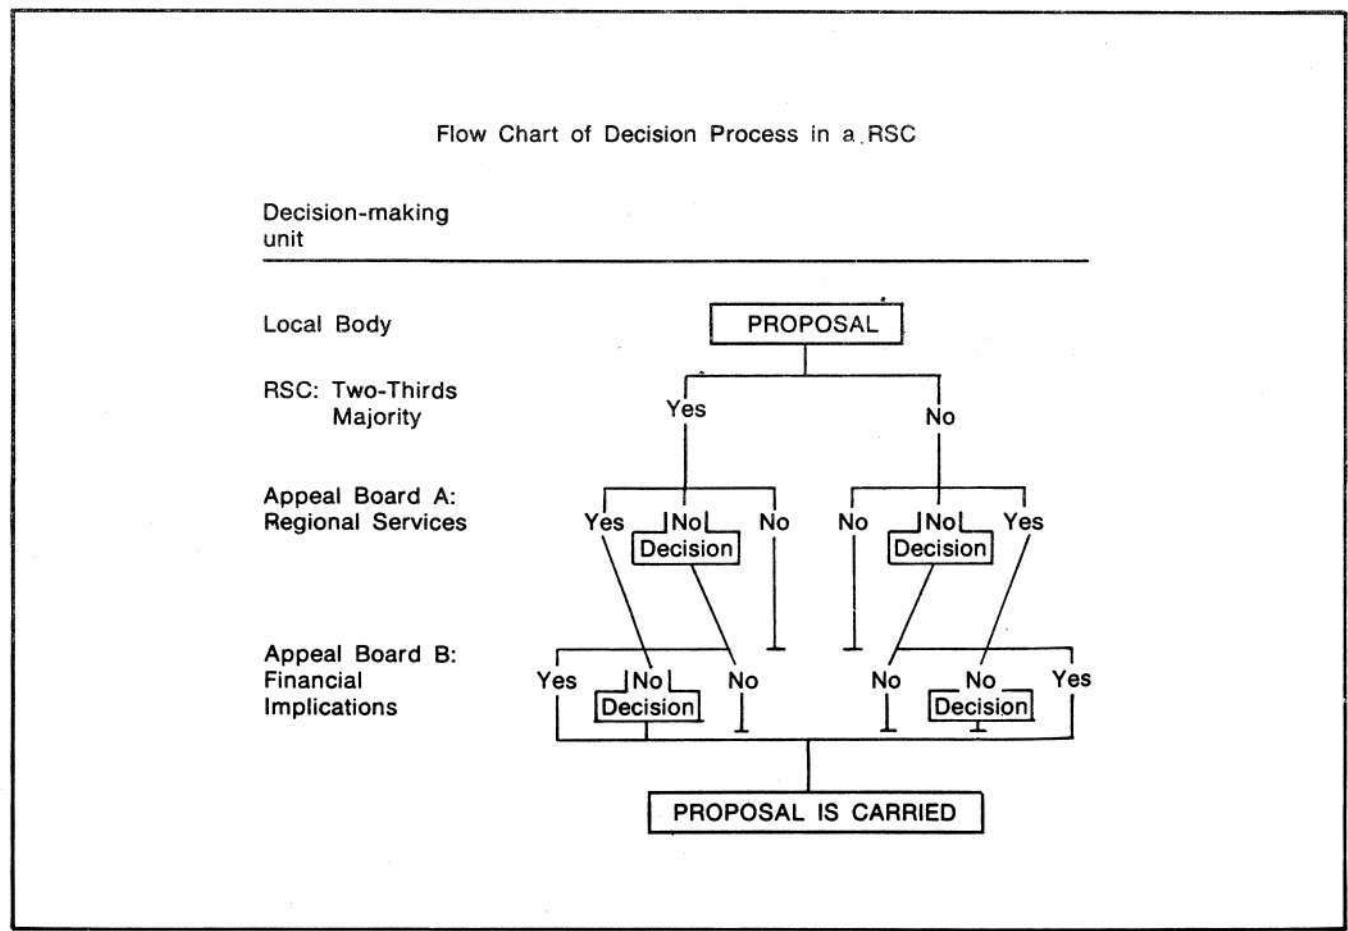 Flow Chart of Decision Process in a RSC
Decision-making
unit
Local Body
PROPOSAL
RSC: Two-Thirds
Majority
Yes
No
Appeal Board A:
Regional Services
Yes
No
Decision
No
No
No
Decision
Yes
Appeal Board B:
Financial
Implications
Yes
No
Decision
No
No
No
Decision
Yes
PROPOSAL IS CARRIED